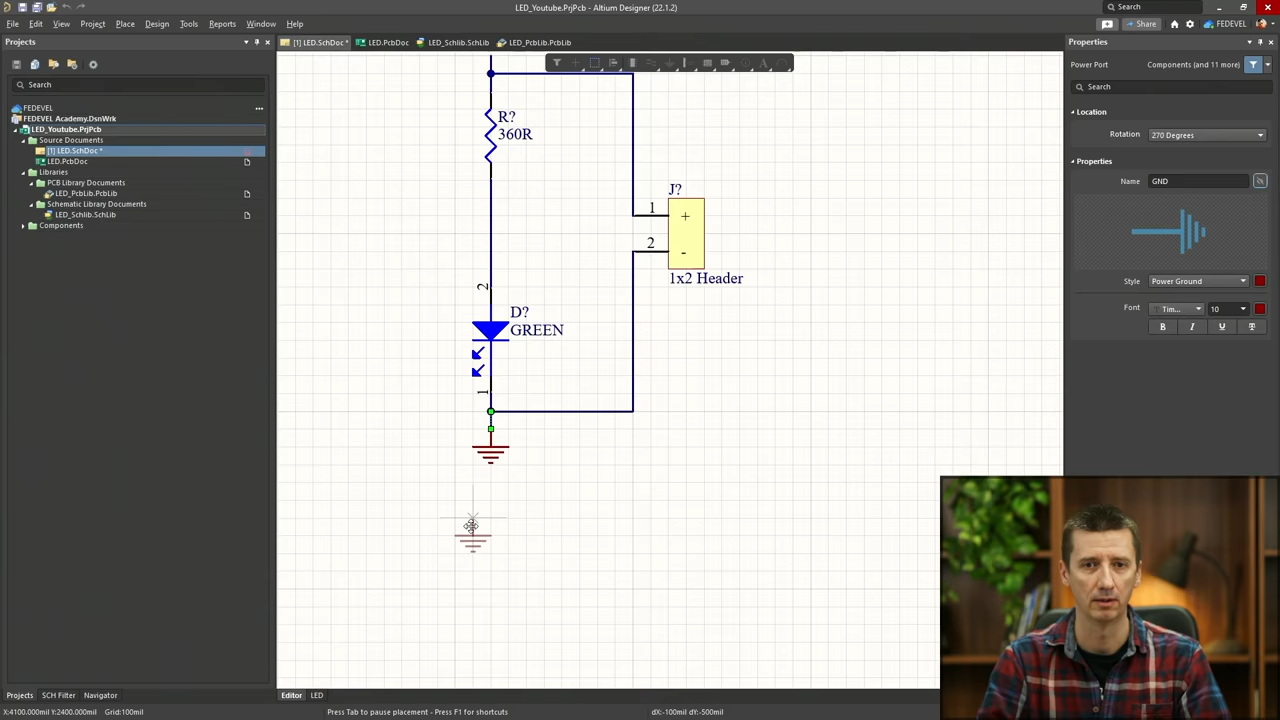 LED_Youtube.PrjPcb - Altium Designer (22.1.2)
Search
File Edit View Project Place Design Tools Reports Window Help
Share
FEDEVEL
Projects
[1] LED.SchDoc *
LED.PcbDoc
LED_Schlib.SchLib
LED_PcbLib.PcbLib
Properties
Search
FEDEVEL
FEDEVEL Academy.DsnWrk
LED_Youtube.PrjPcb
Source Documents
[1] LED.SchDoc *
LED.PcbDoc
Libraries
PCB Library Documents
LED_PcbLib.PcbLib
Schematic Library Documents
LED_Schlib.SchLib
Components
R?
360R
J?
1
+
2
-
1x2 Header
2
D?
GREEN
1
Power Port
Components (and 11 more)
Search
Location
Rotation
270 Degrees
Properties
Name
GND
Style
Power Ground
Font
Tim...
10
B
I
U
T
Projects
SCH Filter
Navigator
Editor
LED
X:4100.000mil Y:2400.000mil Grid:100mil
Press Tab to pause placement - Press F1 for shortcuts
dX:-100mil dY:-500mil